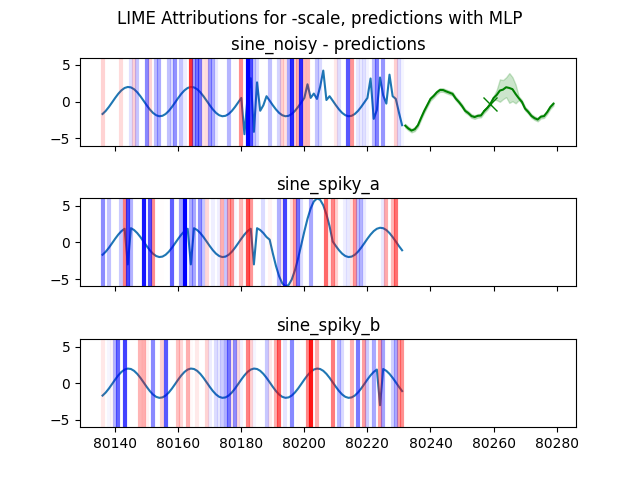 LIME Attributions for -scale, predictions with MLP
sine_noisy - predictions
5
0
−5
sine_spiky_a
5
0
−5
sine_spiky_b
5
0
−5
80140 80160 80180 80200 80220 80240 80260 80280